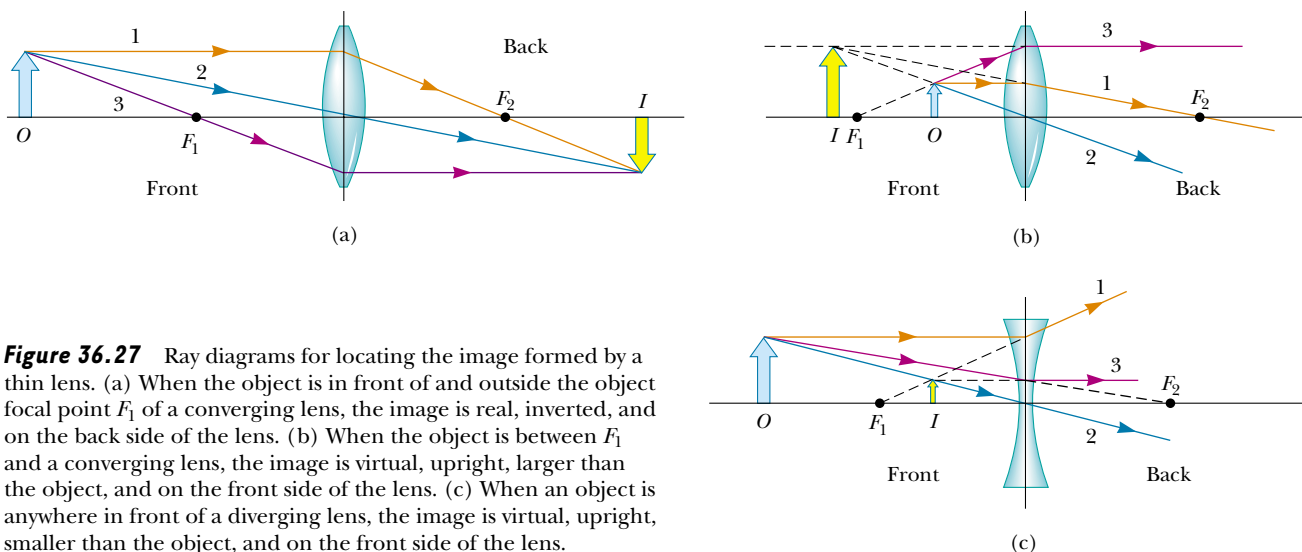 1
2
3
Back
F2
I
O
F1
Front
(a)
3
1
F2
2
I F1 O
Front
Back
(b)
1
3
F2
O
F1
I
2
Front
Back
(c)
Figure 36.27 Ray diagrams for locating the image formed by a
thin lens. (a) When the object is in front of and outside the object
focal point F1 of a converging lens, the image is real, inverted, and
on the back side of the lens. (b) When the object is between F1
and a converging lens, the image is virtual, upright, larger than
the object, and on the front side of the lens. (c) When an object is
anywhere in front of a diverging lens, the image is virtual, upright,
smaller than the object, and on the front side of the lens.